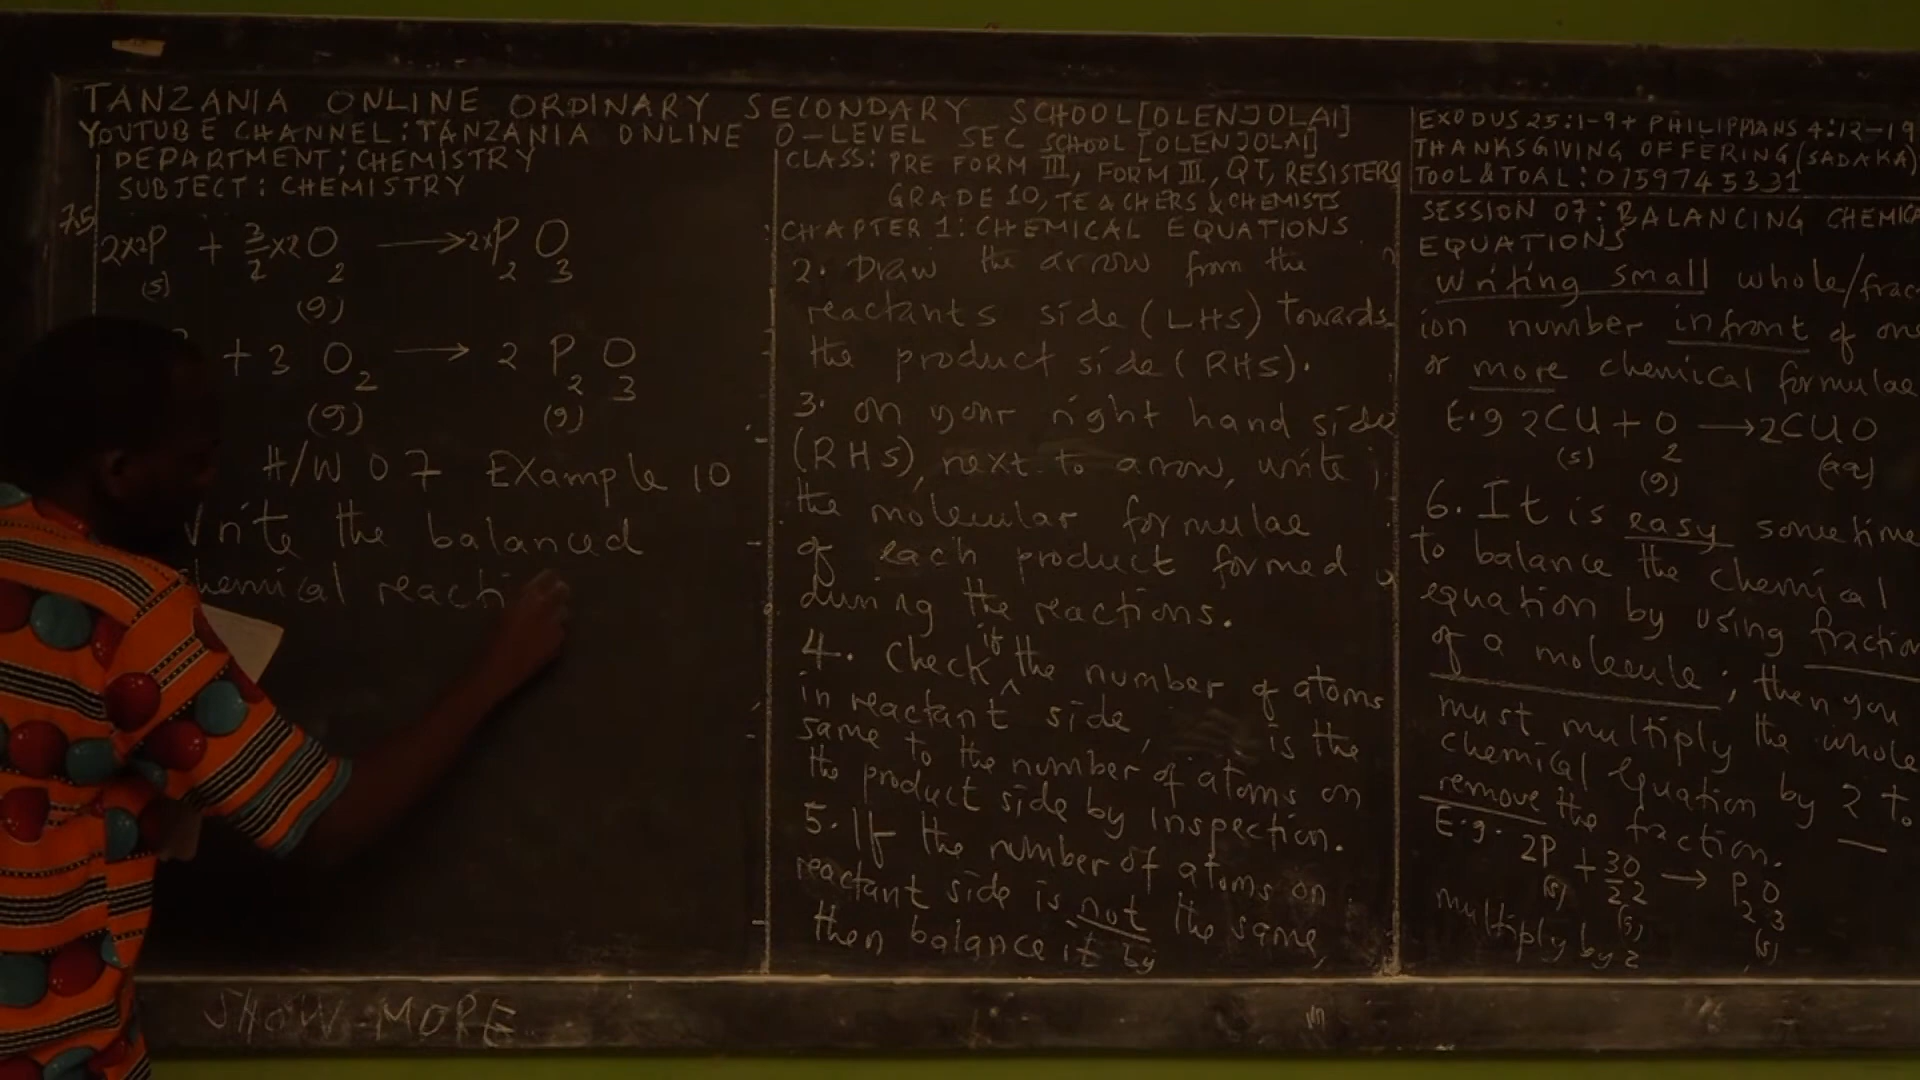 TANZANIA ONLINE ORDINARY SECONDARY SCHOOL [OLENJOLAI]
YOUTUBE CHANNEL: TANZANIA ONLINE O-LEVEL SEC SCHOOL [OLENJOLAI]
DEPARTMENT; CHEMISTRY
SUBJECT: CHEMISTRY
75
2x2P(s) + 3/2x2O2(g) → 2xP2O3
+ 3 O2(g) → 2 P2O3(g)
H/W 07 Example 10
Write the balanced
chemical reacti
CLASS: PRE FORM III, FORM III, QT, RESISTERS
GRADE 10, TEACHERS & CHEMISTS
CHAPTER 1: CHEMICAL EQUATIONS
2. Draw the arrow from the
reactants side (LHS) towards
the product side (RHS).
3. on your right hand side
(RHS), next to arrow, write
the molecular formulae
of each product formed
during the reactions.
4. Check if the number of atoms
in reactant side, is the
same to the number of atoms on
the product side by inspection.
5. If the number of atoms on
reactant side is not the same,
then balance it by
EXODUS 25:1-9 + PHILIPPIANS 4:12-19
THANKSGIVING OFFERING (SADAKA)
TOOL & TOAL: 0759745331
SESSION 07: BALANCING CHEMICA
EQUATIONS
Writing small whole/fract
ion number infront of one
or more chemical formulae
E.g 2CU(s) + O2(g) → 2CUO(aq)
6. It is easy sometime
to balance the chemical
equation by using fraction
of a molecule; then you
must multiply the whole
chemical equation by 2 to
remove the fraction.
E.g. 2P(s) + 3O/22(s) → P2O3(s)
multiply by 2
SHOW MORE